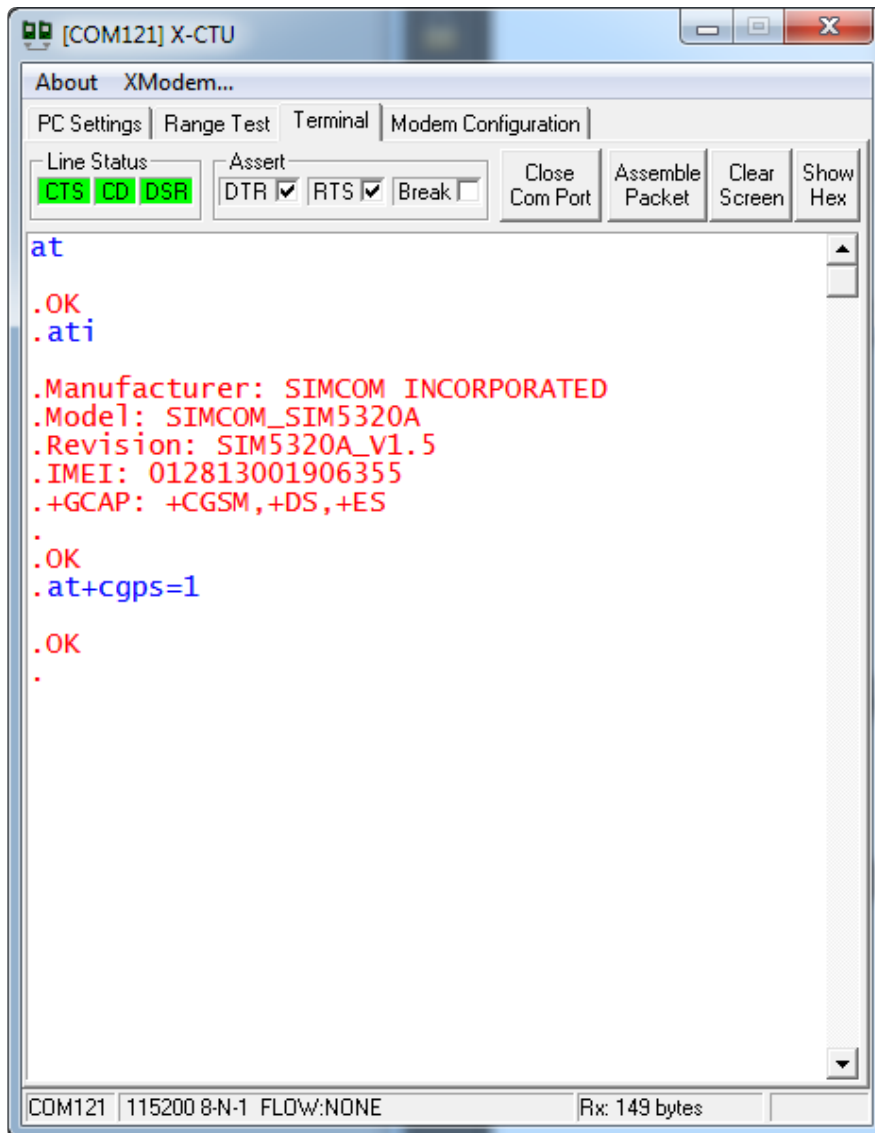 [COM121] X-CTU
About XModem...
PC Settings Range Test Terminal Modem Configuration
Line Status Assert
CTS CD DSR DTR RTS Break
Close Com Port
Assemble Packet
Clear Screen
Show Hex
at
.OK
.ati
.Manufacturer: SIMCOM INCORPORATED
.Model: SIMCOM_SIM5320A
.Revision: SIM5320A_V1.5
.IMEI: 012813001906355
.+GCAP: +CGSM,+DS,+ES
.
.OK
.at+cgps=1
.OK
.
COM121 115200 8-N-1 FLOW:NONE Rx: 149 bytes